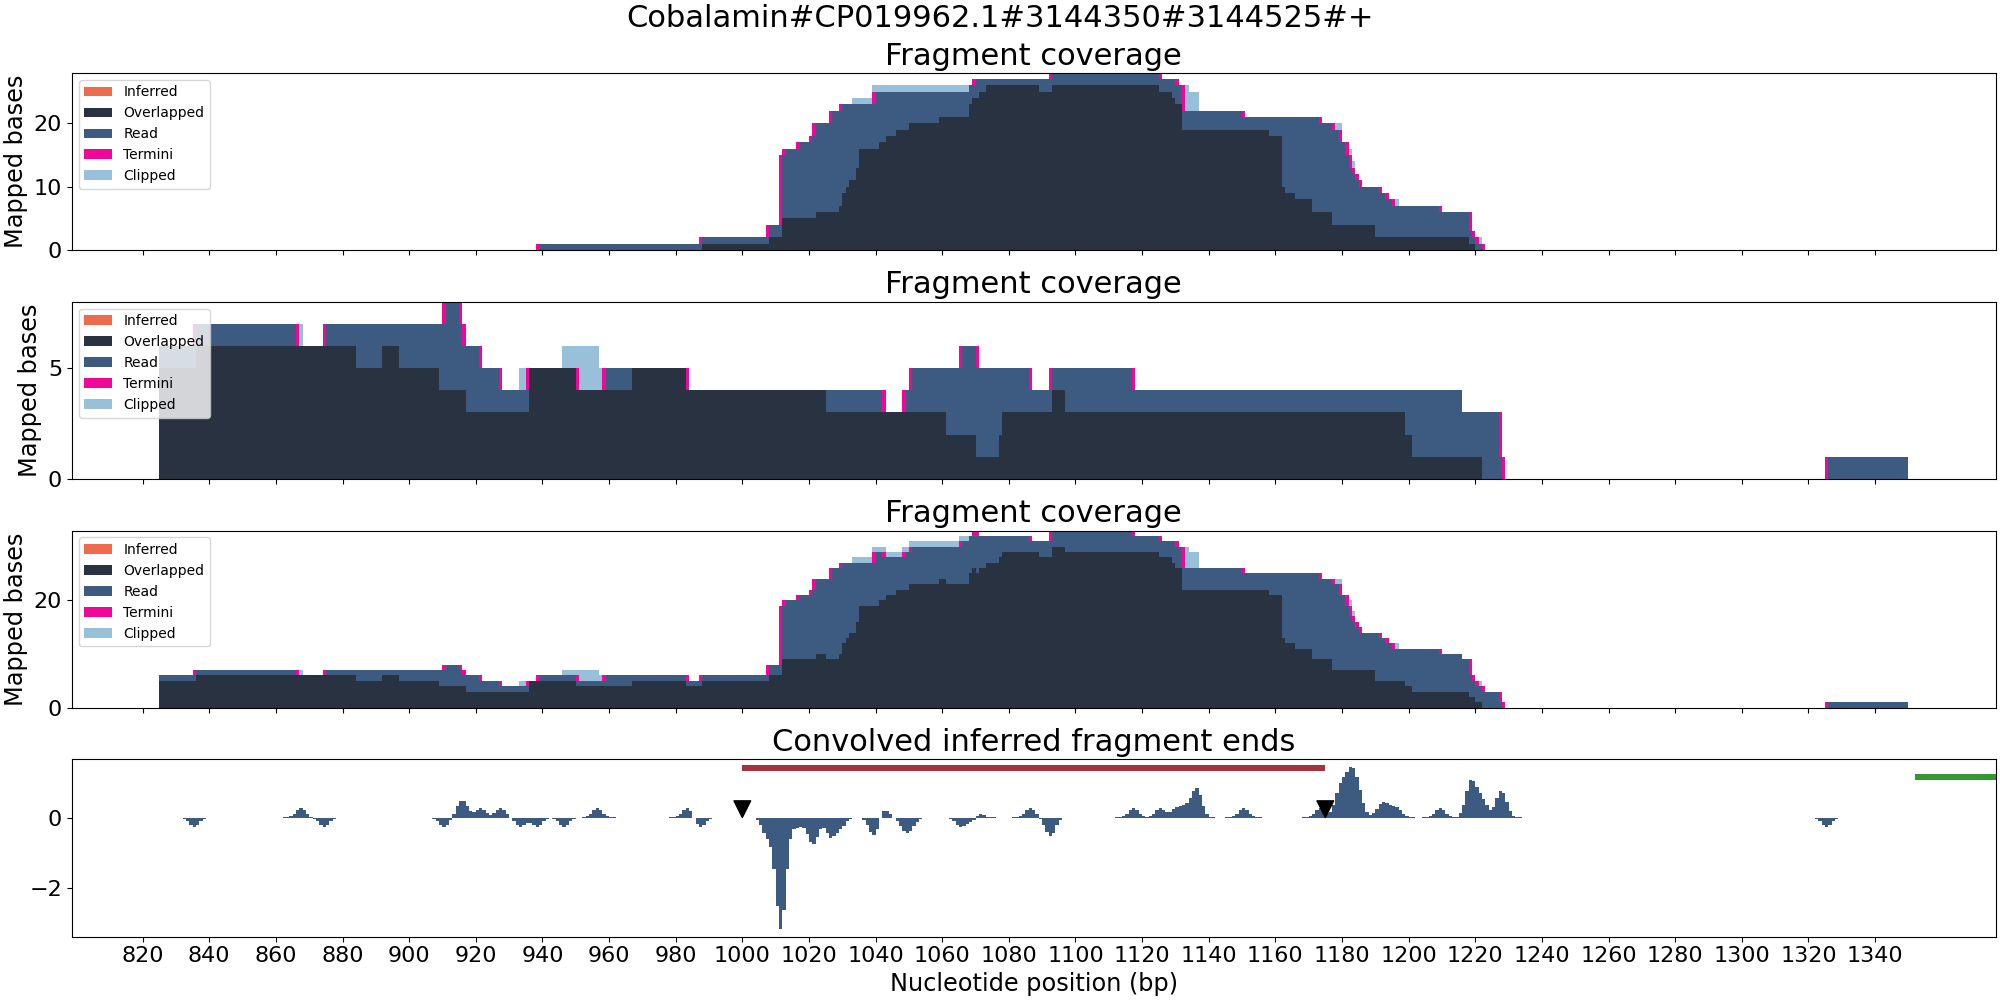 Cobalamin#CP019962.1#3144350#3144525#+
Fragment coverage
Mapped bases
20
10
0
Inferred
Overlapped
Read
Termini
Clipped
Fragment coverage
Mapped bases
5
0
Inferred
Overlapped
Read
Termini
Clipped
Fragment coverage
Mapped bases
20
0
Inferred
Overlapped
Read
Termini
Clipped
Convolved inferred fragment ends
0
−2
820 840 860 880 900 920 940 960 980 1000 1020 1040 1060 1080 1100 1120 1140 1160 1180 1200 1220 1240 1260 1280 1300 1320 1340
Nucleotide position (bp)